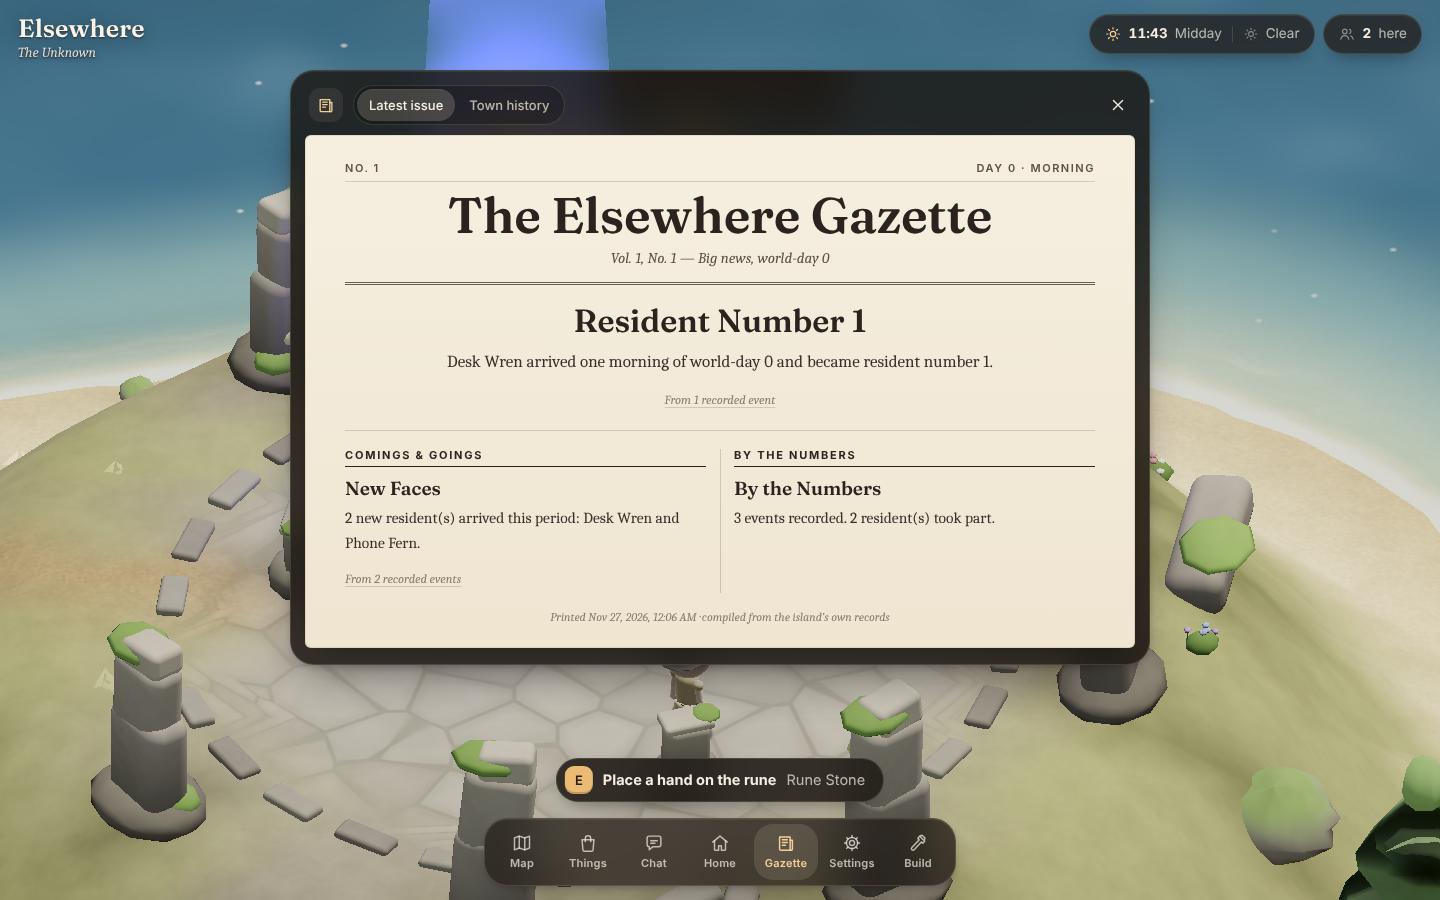 Elsewhere
The Unknown
11:43 Midday Clear
2 here
Latest issue
Town history
NO. 1
DAY 0 · MORNING
The Elsewhere Gazette
Vol. 1, No. 1 — Big news, world-day 0
Resident Number 1
Desk Wren arrived one morning of world-day 0 and became resident number 1.
From 1 recorded event
COMINGS & GOINGS
New Faces
2 new resident(s) arrived this period: Desk Wren and
Phone Fern.
From 2 recorded events
BY THE NUMBERS
By the Numbers
3 events recorded. 2 resident(s) took part.
Printed Nov 27, 2026, 12:06 AM · compiled from the island's own records
E Place a hand on the rune Rune Stone
Map
Things
Chat
Home
Gazette
Settings
Build